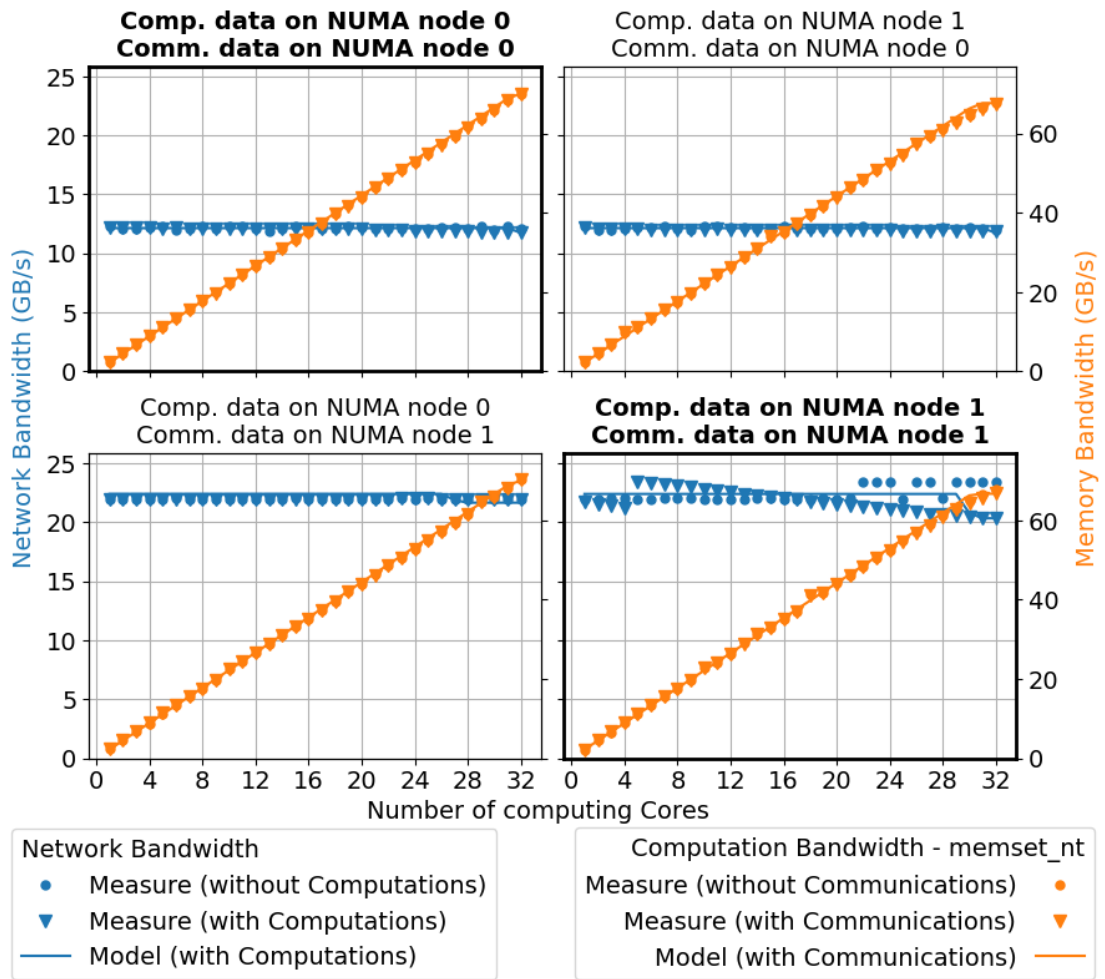 Comp. data on NUMA node 0
Comm. data on NUMA node 0
Comp. data on NUMA node 1
Comm. data on NUMA node 0
25
20
15
10
5
0
60
40
20
0
Network Bandwidth (GB/s)
Memory Bandwidth (GB/s)
Comp. data on NUMA node 0
Comm. data on NUMA node 1
Comp. data on NUMA node 1
Comm. data on NUMA node 1
25
20
15
10
5
0
60
40
20
0
0 4 8 12 16 20 24 28 32
0 4 8 12 16 20 24 28 32
Number of computing Cores
Network Bandwidth
Measure (without Computations)
Measure (with Computations)
Model (with Computations)
Computation Bandwidth - memset_nt
Measure (without Communications)
Measure (with Communications)
Model (with Communications)